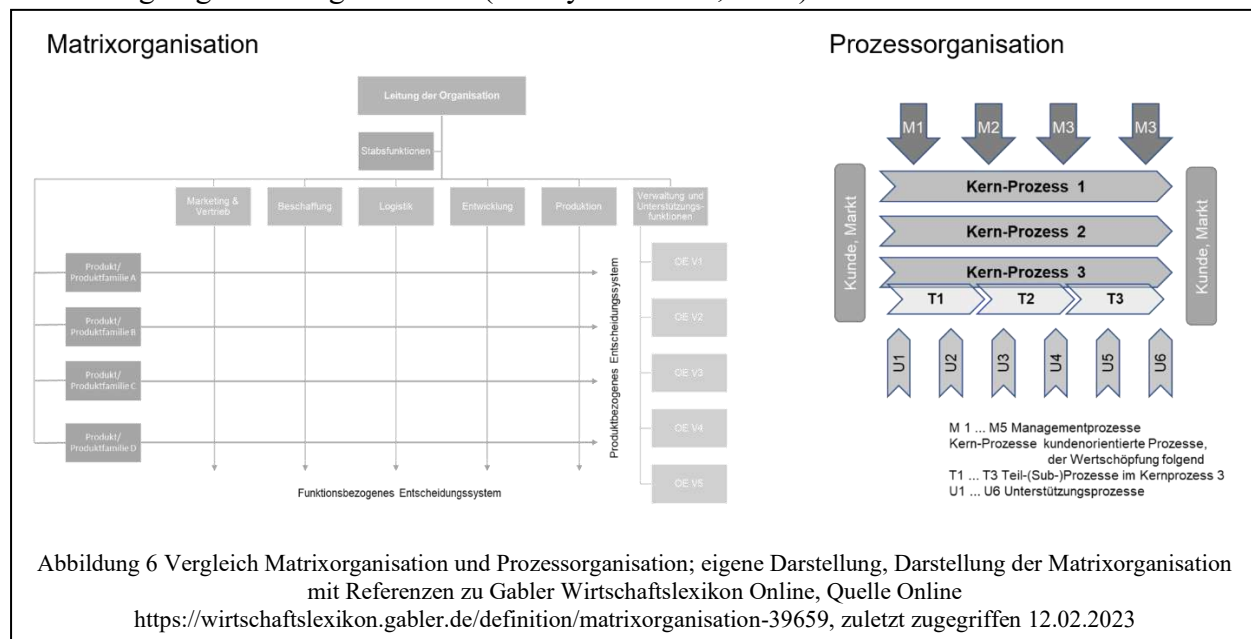 Matrixorganisation
Leitung der Organisation
Stabsfunktionen
Marketing &
Vertrieb
Beschaffung
Logistik
Entwicklung
Produktion
Verwaltung und
Unterstützungs-
funktionen
Produkt/
Produktfamilie A
Produkt/
Produktfamilie B
Produkt/
Produktfamilie C
Produkt/
Produktfamilie D
Produktbezogenes Entscheidungssystem
OE V1
OE V2
OE V3
OE V4
OE V5
Funktionsbezogenes Entscheidungssystem
Prozessorganisation
M1
M2
M3
M3
Kunde, Markt
Kern-Prozess 1
Kern-Prozess 2
Kern-Prozess 3
T1
T2
T3
Kunde, Markt
U1
U2
U3
U4
U5
U6
M 1 ... M5 Managementprozesse
Kern-Prozesse kundenorientierte Prozesse,
der Wertschöpfung folgend
T1 ... T3 Teil-(Sub-)Prozesse im Kernprozess 3
U1 ... U6 Unterstützungsprozesse
Abbildung 6 Vergleich Matrixorganisation und Prozessorganisation; eigene Darstellung, Darstellung der Matrixorganisation
mit Referenzen zu Gabler Wirtschaftslexikon Online, Quelle Online
https://wirtschaftslexikon.gabler.de/definition/matrixorganisation-39659, zuletzt zugegriffen 12.02.2023